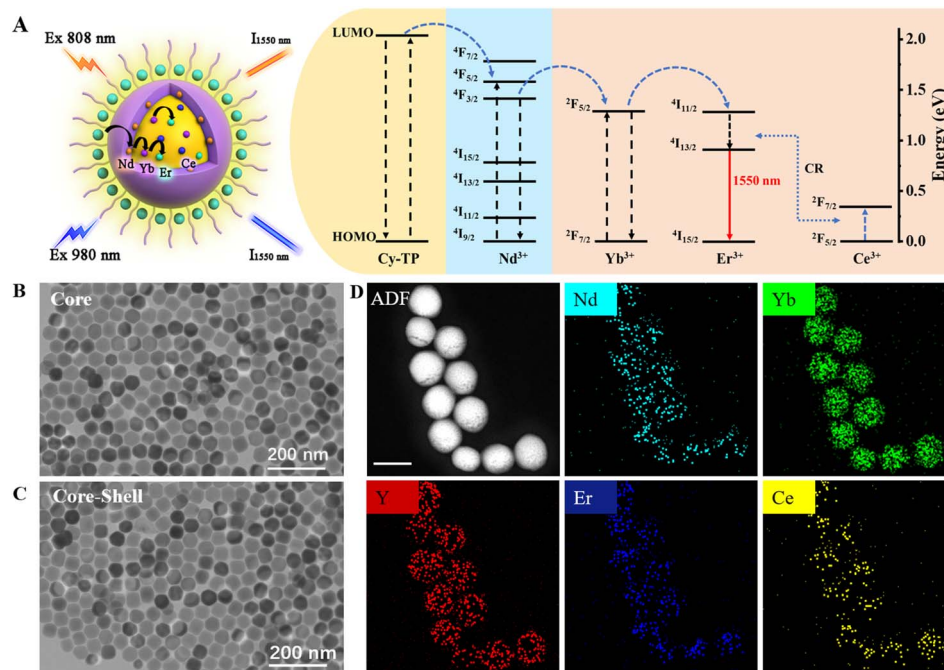 A
Ex 808 nm
I1550 nm
Nd
Yb
Er
Ce
Ex 980 nm
I1550 nm
LUMO
HOMO
Cy-TP
⁴F7/2
⁴F5/2
⁴F3/2
⁴I15/2
⁴I13/2
⁴I11/2
⁴I9/2
Nd³⁺
²F5/2
²F7/2
Yb³⁺
⁴I11/2
⁴I13/2
1550 nm
⁴I15/2
Er³⁺
CR
²F7/2
²F5/2
Ce³⁺
2.0
1.5
1.0
0.5
0.0
Energy (eV)
B
Core
200 nm
C
Core-Shell
200 nm
D
ADF
Nd
Yb
Y
Er
Ce